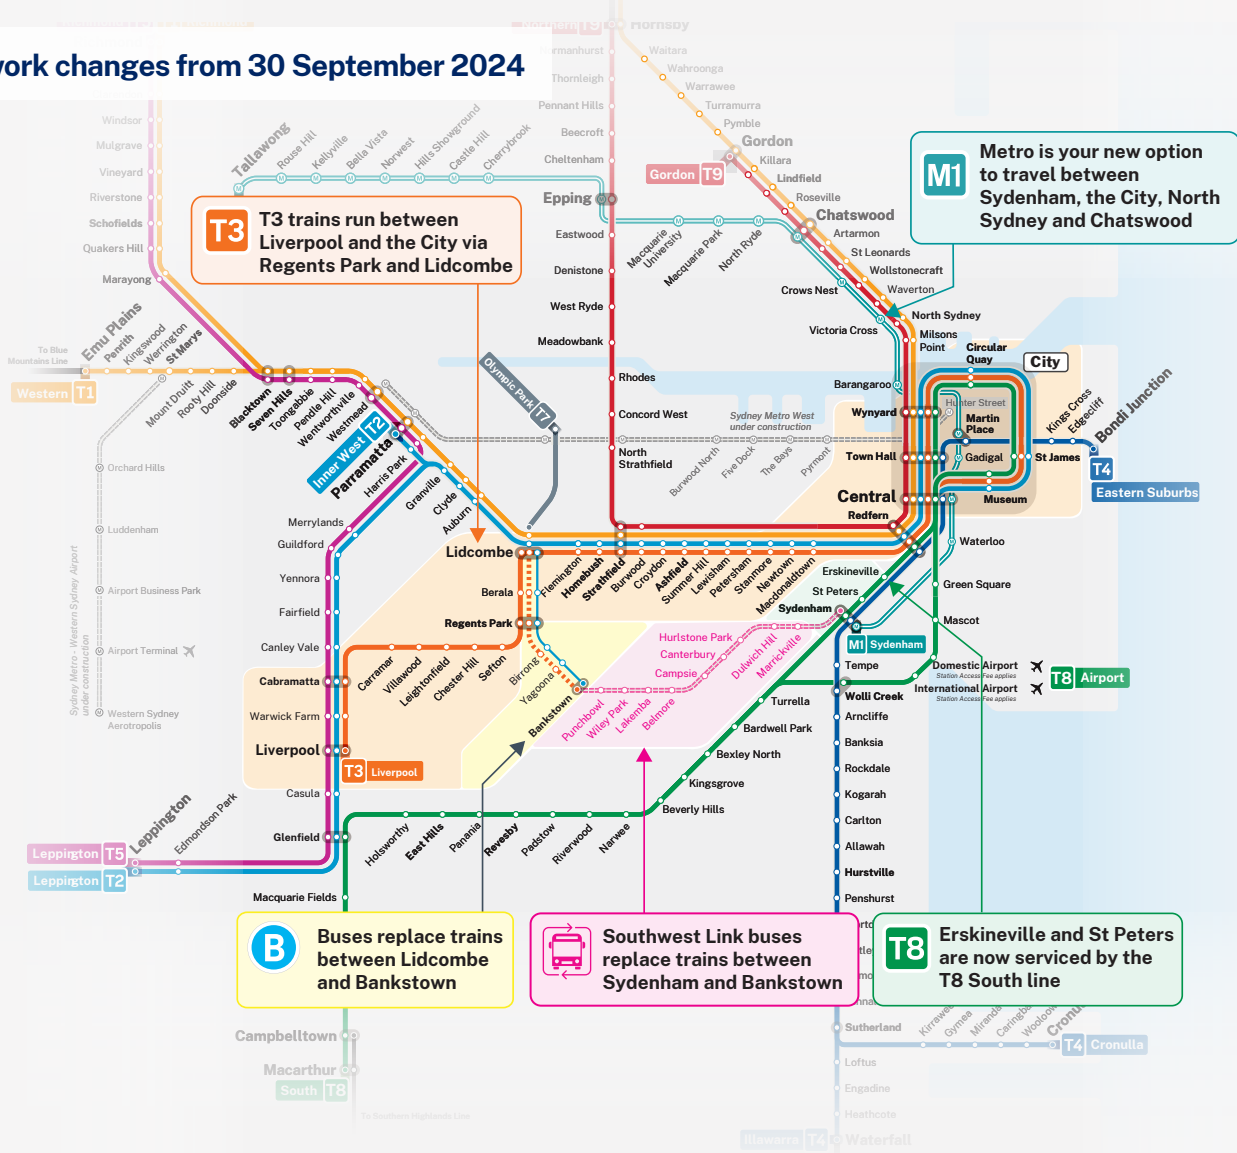 work changes from 30 September 2024
Hornsby
Normanhurst
Thornleigh
Pennant Hills
Beecroft
Cheltenham
Epping
Eastwood
Denistone
West Ryde
Meadowbank
Rhodes
Concord West
North
Strathfield
Waitara
Wahroonga
Warrawee
Turramurra
Pymble
Gordon
Gordon T9
Killara
Lindfield
Roseville
Chatswood
Artarmon
St Leonards
Wollstonecraft
Waverton
North Sydney
Milsons
Point
M1
Metro is your new option
to travel between
Sydenham, the City, North
Sydney and Chatswood
Windsor
Mulgrave
Vineyard
Riverstone
Schofields
Quakers Hill
Marayong
Tallawong
Rouse Hill
Kellyville
Bella Vista
Norwest
Hills Showground
Castle Hill
Cherrybrook
Macquarie
University
Macquarie Park
North Ryde
Crows Nest
Victoria Cross
Barangaroo
T3
T3 trains run between
Liverpool and the City via
Regents Park and Lidcombe
To Blue
Mountains Line
Emu Plains
Western T1
Penrith
Kingswood
Werrington
St Marys
Mount Druitt
Rooty Hill
Doonside
Blacktown
Seven Hills
Toongabbie
Pendle Hill
Wentworthville
Westmead
Inner West T2
Parramatta
Harris Park
Granville
Clyde
Auburn
Olympic Park T7
Sydney Metro West
under construction
Burwood North
Five Dock
The Bays
Pyrmont
City
Circular
Quay
Hunter Street
Wynyard
Martin
Place
Town Hall
Gadigal
St James
Central
Museum
Redfern
Kings Cross
Edgecliff
Bondi Junction
T4
Eastern Suburbs
Orchard Hills
Luddenham
Airport Business Park
Airport Terminal
Western Sydney
Aerotropolis
Sydney Metro - Western Sydney Airport
under construction
Merrylands
Guildford
Yennora
Fairfield
Canley Vale
Cabramatta
Warwick Farm
Liverpool
T3 Liverpool
Casula
Glenfield
Lidcombe
Berala
Regents Park
Flemington
Homebush
Strathfield
Burwood
Croydon
Ashfield
Summer Hill
Lewisham
Petersham
Stanmore
Newtown
Macdonaldtown
Erskineville
St Peters
Sydenham
Waterloo
Green Square
Mascot
M1 Sydenham
Domestic Airport
Station Access Fee applies
International Airport
Station Access Fee applies
T8 Airport
Carramar
Villawood
Leightonfield
Chester Hill
Sefton
Birrong
Yagoona
Bankstown
Hurlstone Park
Canterbury
Campsie
Dulwich Hill
Marrickville
Punchbowl
Wiley Park
Lakemba
Belmore
Tempe
Wolli Creek
Arncliffe
Banksia
Rockdale
Kogarah
Carlton
Allawah
Hurstville
Penshurst
Turrella
Bardwell Park
Bexley North
Kingsgrove
Beverly Hills
Leppington
Edmondson Park
Leppington T5
Leppington T2
Holsworthy
East Hills
Panania
Revesby
Padstow
Riverwood
Narwee
Macquarie Fields
B
Buses replace trains
between Lidcombe
and Bankstown
Southwest Link buses
replace trains between
Sydenham and Bankstown
T8
Erskineville and St Peters
are now serviced by the
T8 South line
Campbelltown
Macarthur
South T8
To Southern Highlands Line
Sutherland
Kirrawee
Gymea
Miranda
Caringbah
Woolooware
Cronulla
T4 Cronulla
Loftus
Engadine
Heathcote
Illawarra T4
Waterfall